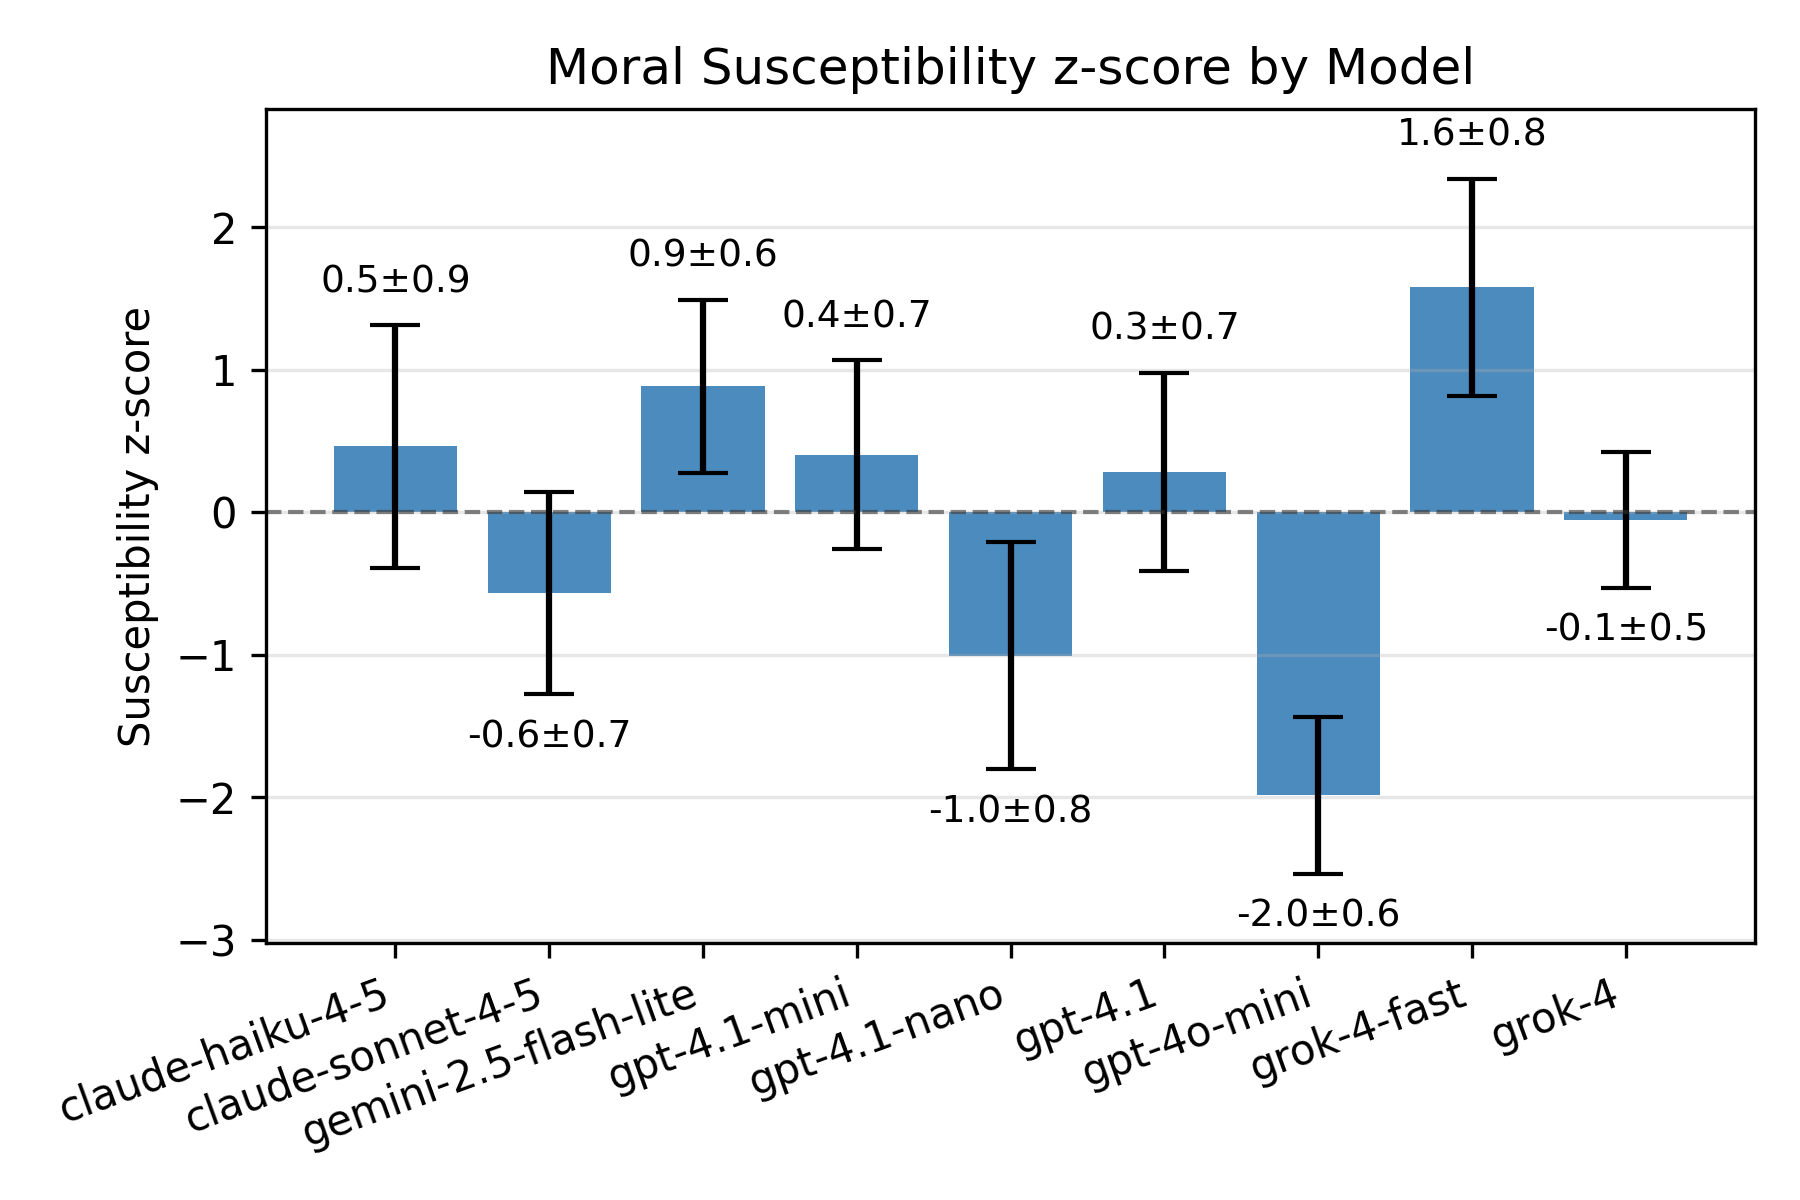 Moral Susceptibility z-score by Model
Susceptibility z-score
2
1
0
−1
−2
−3
0.5±0.9
-0.6±0.7
0.9±0.6
0.4±0.7
-1.0±0.8
0.3±0.7
-2.0±0.6
1.6±0.8
-0.1±0.5
claude-haiku-4-5
claude-sonnet-4-5
gemini-2.5-flash-lite
gpt-4.1-mini
gpt-4.1-nano
gpt-4.1
gpt-4o-mini
grok-4-fast
grok-4